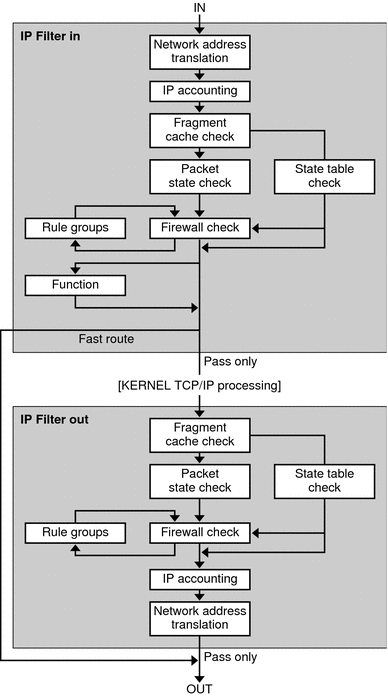 IN
IP Filter in
Network address
translation
IP accounting
Fragment
cache check
Packet
state check
State table
check
Rule groups
Firewall check
Function
Fast route
Pass only
[KERNEL TCP/IP processing]
IP Filter out
Fragment
cache check
Packet
state check
State table
check
Rule groups
Firewall check
IP accounting
Network address
translation
Pass only
OUT